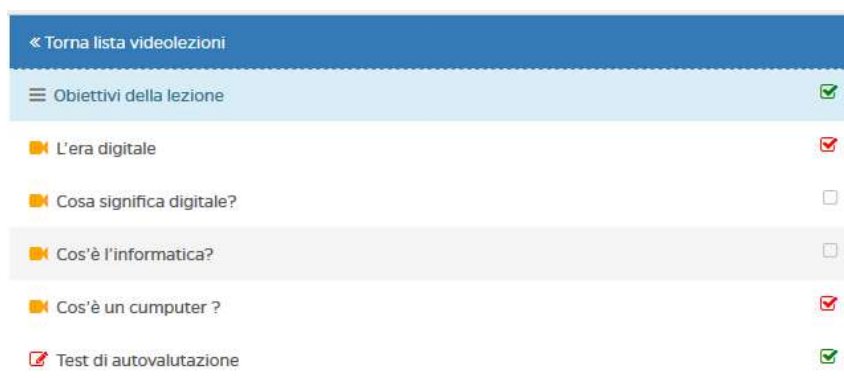 « Torna lista videolezioni
Obiettivi della lezione
L'era digitale
Cosa significa digitale?
Cos'è l'informatica?
Cos'è un cumputer ?
Test di autovalutazione